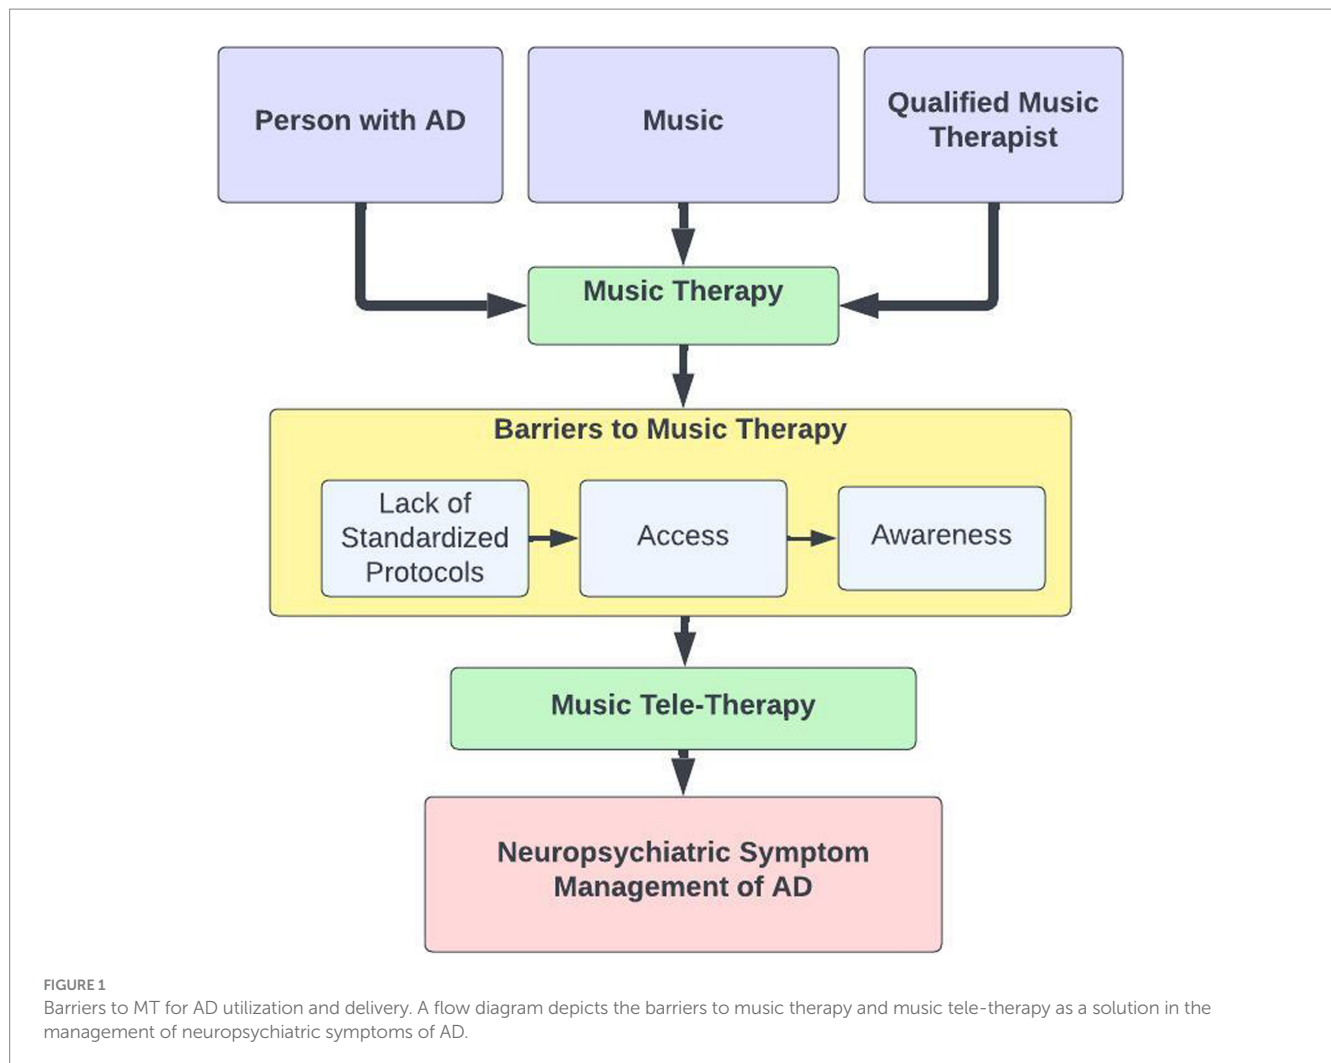 Person with AD
Music
Qualified Music
Therapist
Music Therapy
Barriers to Music Therapy
Lack of
Standardized
Protocols
Access
Awareness
Music Tele-Therapy
Neuropsychiatric Symptom
Management of AD
FIGURE 1
Barriers to MT for AD utilization and delivery. A flow diagram depicts the barriers to music therapy and music tele-therapy as a solution in the
management of neuropsychiatric symptoms of AD.